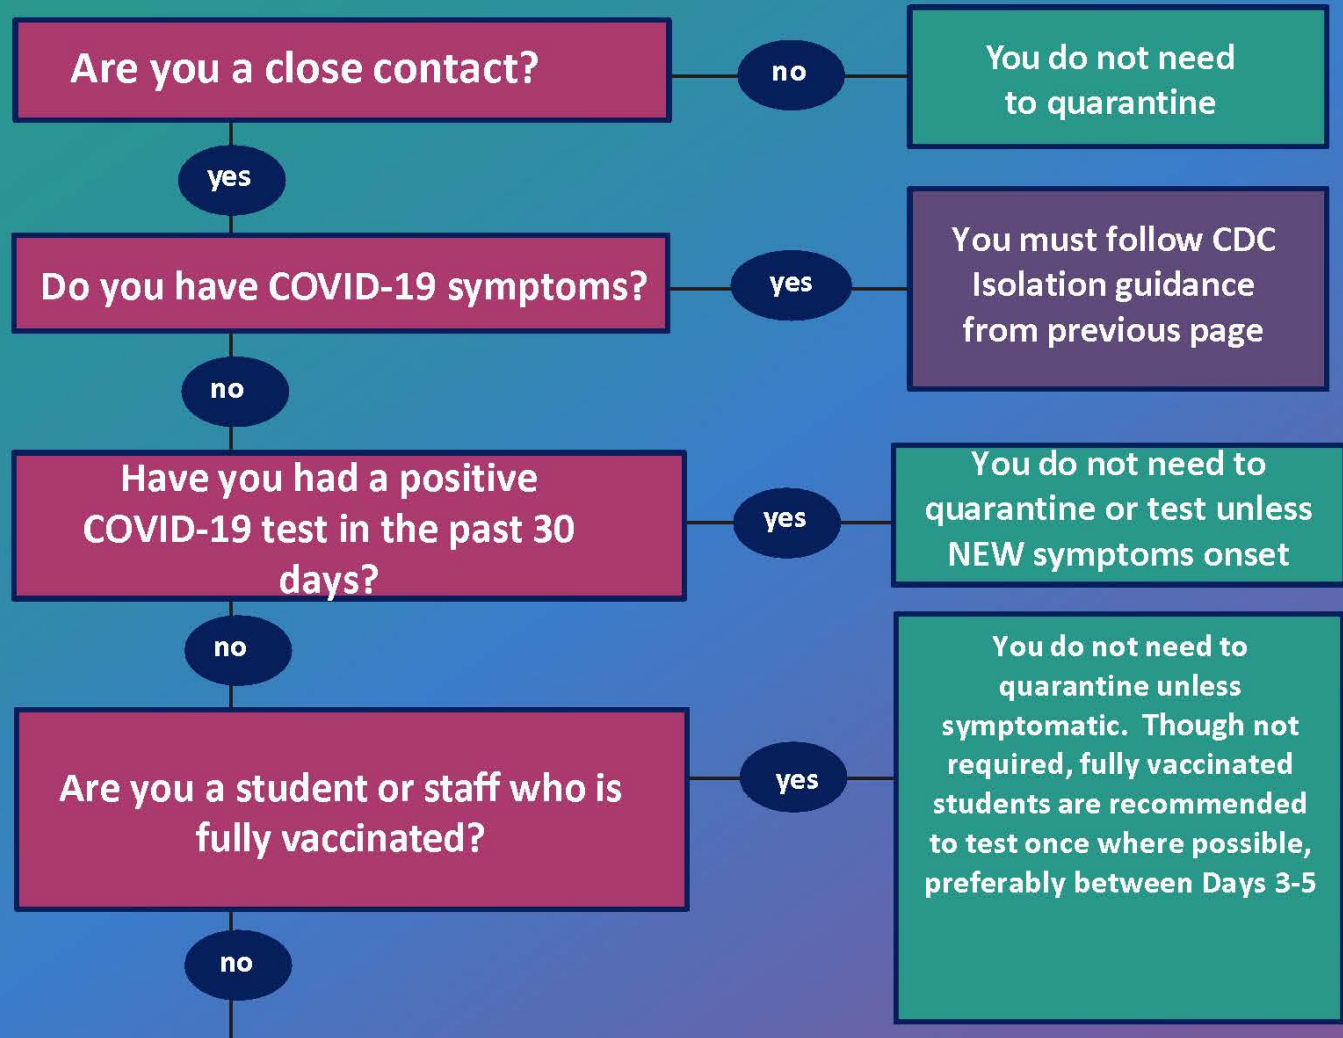 Are you a close contact?
no
You do not need
to quarantine
yes
Do you have COVID-19 symptoms?
yes
You must follow CDC
Isolation guidance
from previous page
no
Have you had a positive
COVID-19 test in the past 30
days?
yes
You do not need to
quarantine or test unless
NEW symptoms onset
no
Are you a student or staff who is
fully vaccinated?
yes
You do not need to
quarantine unless
symptomatic.  Though not
required, fully vaccinated
students are recommended
to test once where possible,
preferably between Days 3-5
no